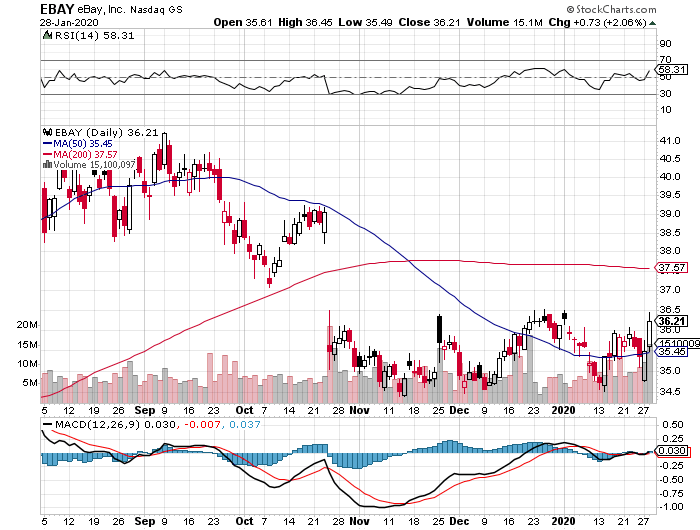 EBAY eBay, Inc. Nasdaq GS
© StockCharts.com
28-Jan-2020
Open 35.61 High 36.45 Low 35.49 Close 36.21 Volume 15.1M Chg +0.73 (+2.06%)
RSI(14) 58.31
90
70
58.31
50
30
10
EBAY (Daily) 36.21
MA(50) 35.45
MA(200) 37.57
Volume 15,100,097
41.0
40.5
40.0
39.5
39.0
38.5
38.0
37.57
37.0
36.5
36.21
36.0
15100097
35.45
35.0
34.5
20M
15M
10M
5M
5 12 19 26 Sep 9 16 23 Oct 7 14 21 28 Nov 11 18 25 Dec 9 16 23 2020 13 21 27
MACD(12,26,9) 0.030, -0.007, 0.037
0.50
0.25
0.030
-0.25
-0.50
-0.75
-1.00
5 12 19 26 Sep 9 16 23 Oct 7 14 21 28 Nov 11 18 25 Dec 9 16 23 2020 13 21 27